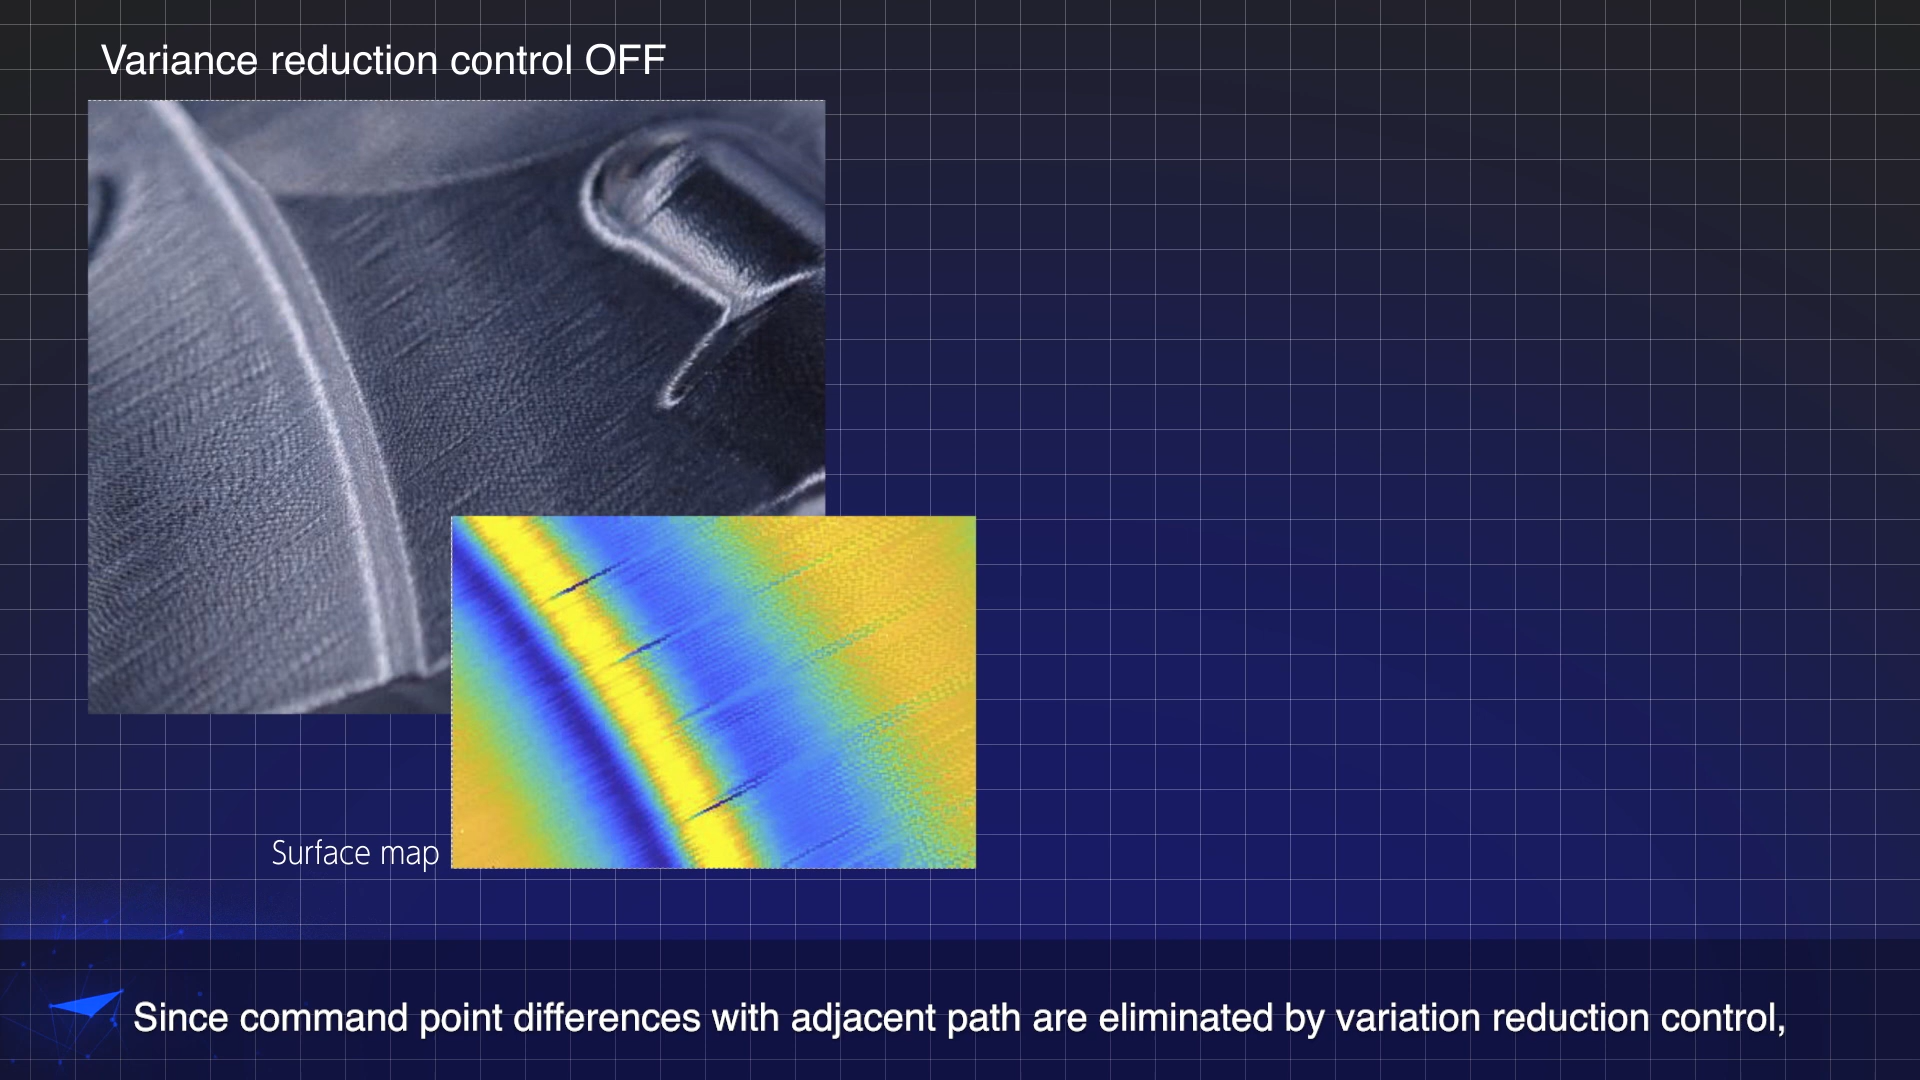 Variance reduction control OFF
Surface map
Since command point differences with adjacent path are eliminated by variation reduction control,